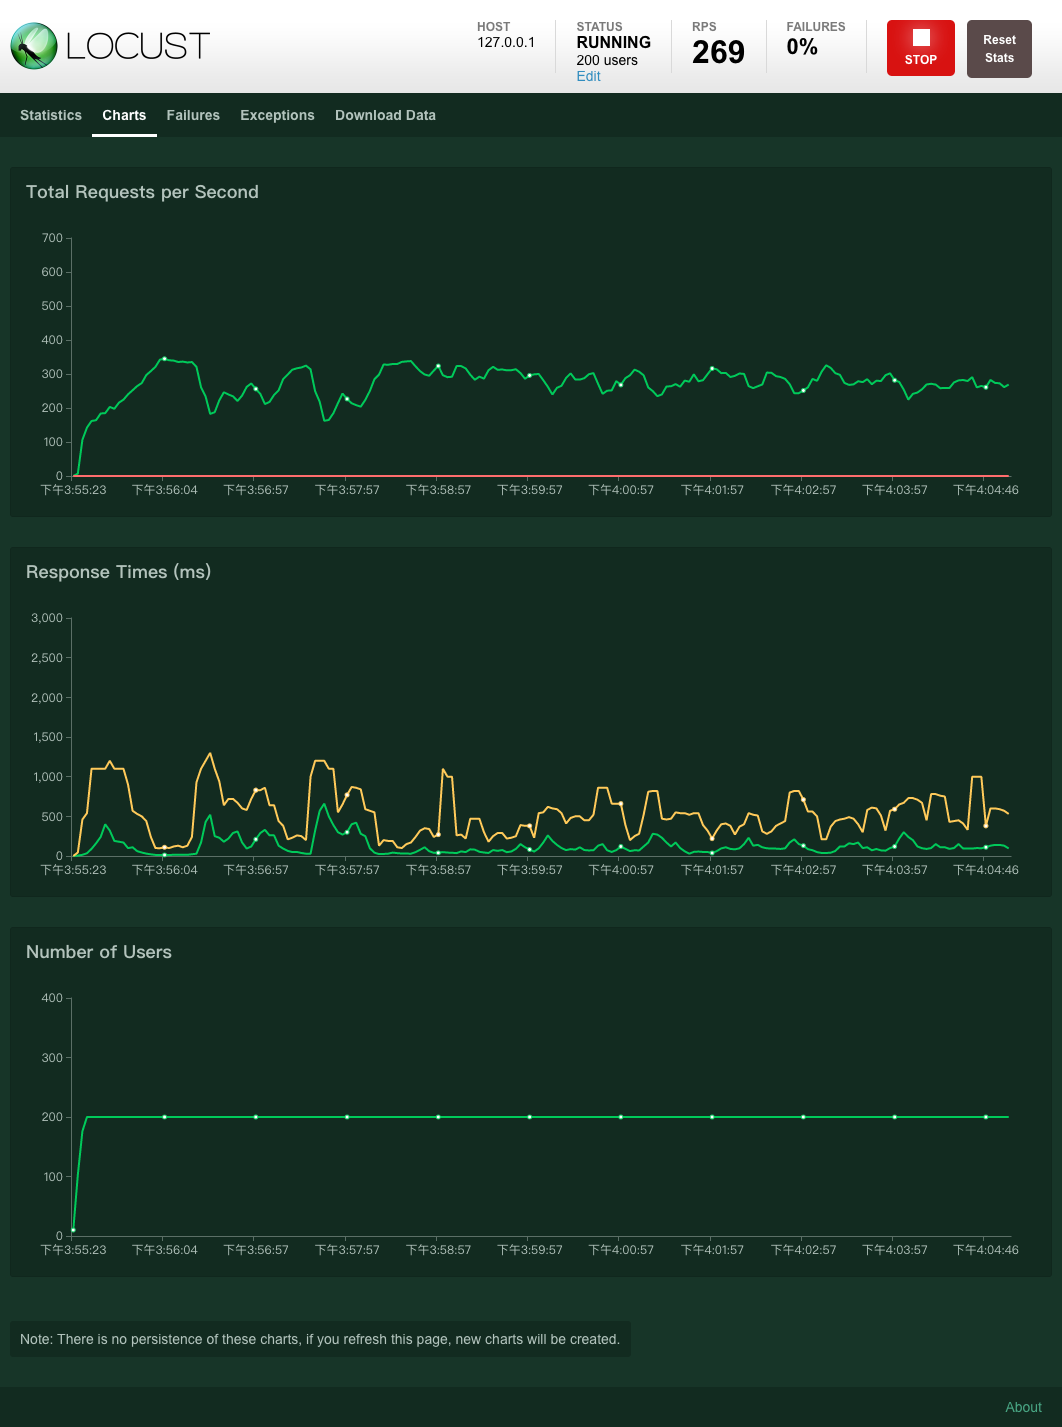 LOCUST
HOST
127.0.0.1
STATUS
RUNNING
200 users
Edit
RPS
269
FAILURES
0%
STOP
Reset
Stats
Statistics Charts Failures Exceptions Download Data
Total Requests per Second
700
600
500
400
300
200
100
0
下午3:55:23 下午3:56:04 下午3:56:57 下午3:57:57 下午3:58:57 下午3:59:57 下午4:00:57 下午4:01:57 下午4:02:57 下午4:03:57 下午4:04:46
Response Times (ms)
3,000
2,500
2,000
1,500
1,000
500
0
下午3:55:23 下午3:56:04 下午3:56:57 下午3:57:57 下午3:58:57 下午3:59:57 下午4:00:57 下午4:01:57 下午4:02:57 下午4:03:57 下午4:04:46
Number of Users
400
300
200
100
0
下午3:55:23 下午3:56:04 下午3:56:57 下午3:57:57 下午3:58:57 下午3:59:57 下午4:00:57 下午4:01:57 下午4:02:57 下午4:03:57 下午4:04:46
Note: There is no persistence of these charts, if you refresh this page, new charts will be created.
About